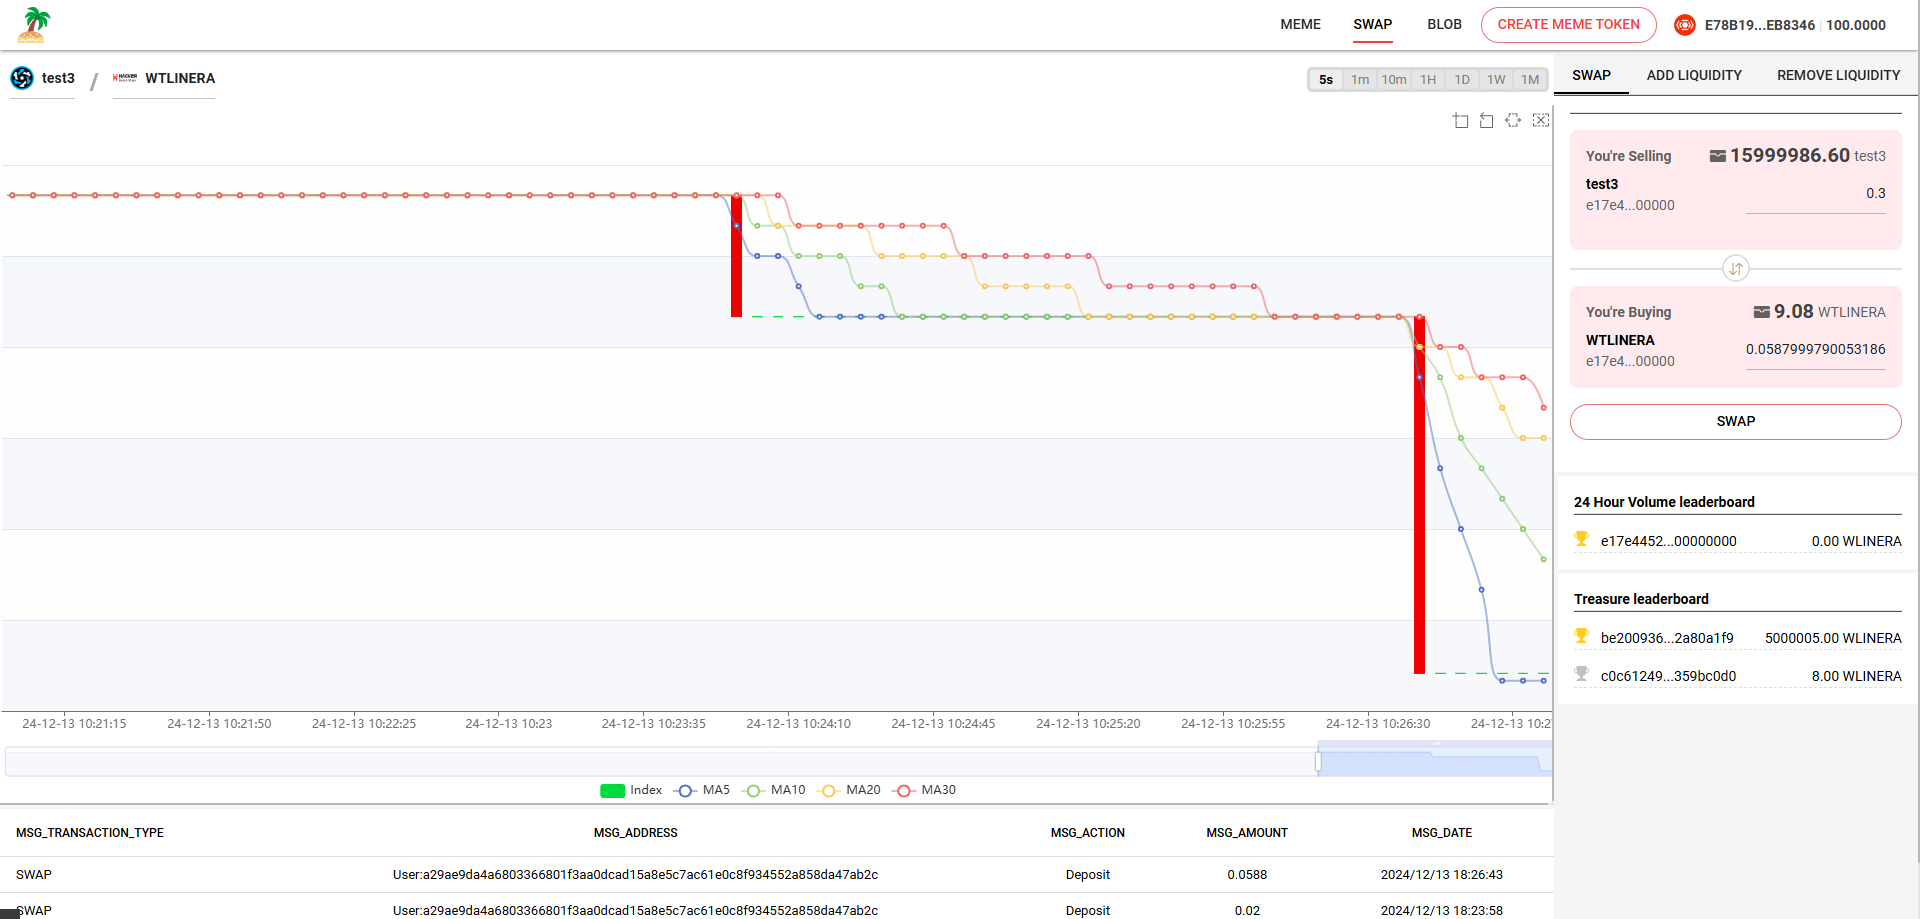 MEME SWAP BLOB CREATE MEME TOKEN E78B19...EB8346 100.0000
test3 / WTLINERA
5s 1m 10m 1H 1D 1W 1M
SWAP ADD LIQUIDITY REMOVE LIQUIDITY
You're Selling 15999986.60 test3
test3
0.3
e17e4...00000
You're Buying 9.08 WTLINERA
WTLINERA
0.0587999790053186
e17e4...00000
SWAP
24 Hour Volume leaderboard
e17e4452...00000000 0.00 WLINERA
Treasure leaderboard
be200936...2a80a1f9 5000005.00 WLINERA
c0c61249...359bc0d0 8.00 WLINERA
24-12-13 10:21:15 24-12-13 10:21:50 24-12-13 10:22:25 24-12-13 10:23 24-12-13 10:23:35 24-12-13 10:24:10 24-12-13 10:24:45 24-12-13 10:25:20 24-12-13 10:25:55 24-12-13 10:26:30 24-12-13 10:27
Index MA5 MA10 MA20 MA30
MSG_TRANSACTION_TYPE MSG_ADDRESS MSG_ACTION MSG_AMOUNT MSG_DATE
SWAP User:a29ae9da4a6803366801f3aa0dcad15a8e5c7ac61e0c8f934552a858da47ab2c Deposit 0.0588 2024/12/13 18:26:43
SWAP User:a29ae9da4a6803366801f3aa0dcad15a8e5c7ac61e0c8f934552a858da47ab2c Deposit 0.02 2024/12/13 18:23:58